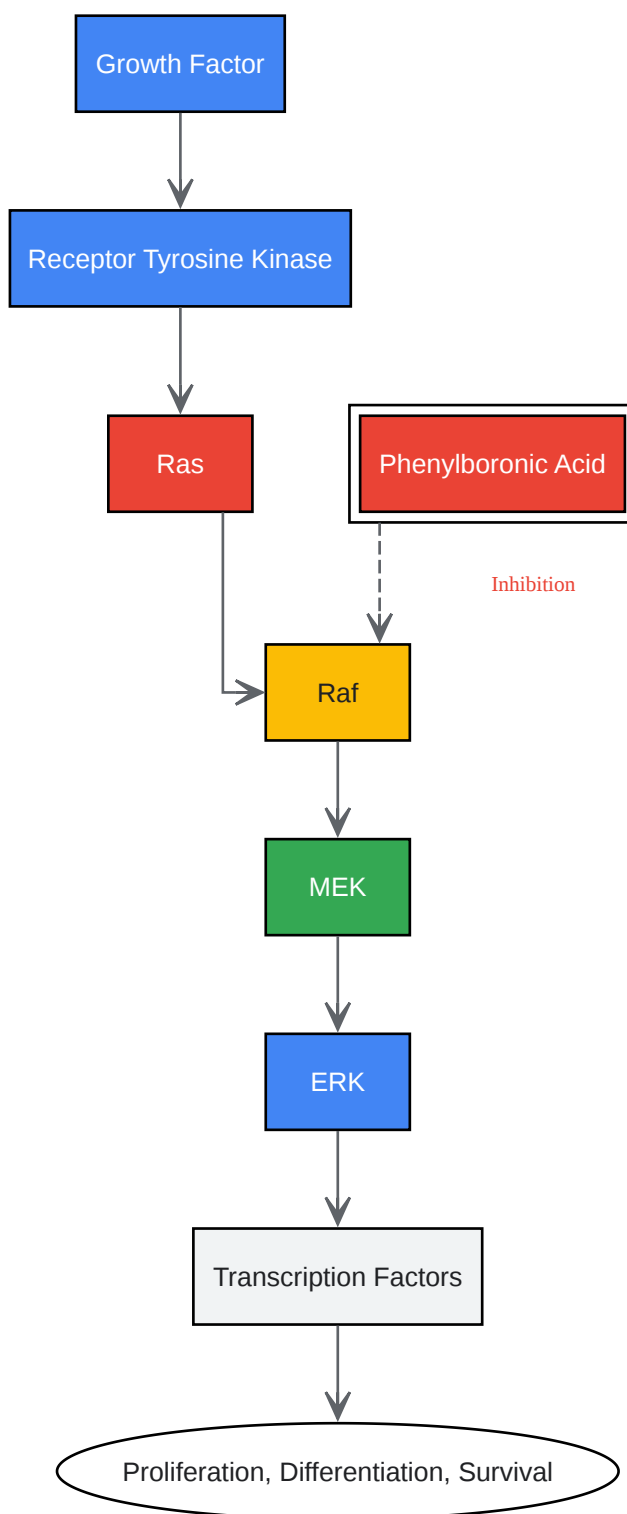 Growth Factor
Receptor Tyrosine Kinase
Ras
Phenylboronic Acid
Inhibition
Raf
MEK
ERK
Transcription Factors
Proliferation, Differentiation, Survival